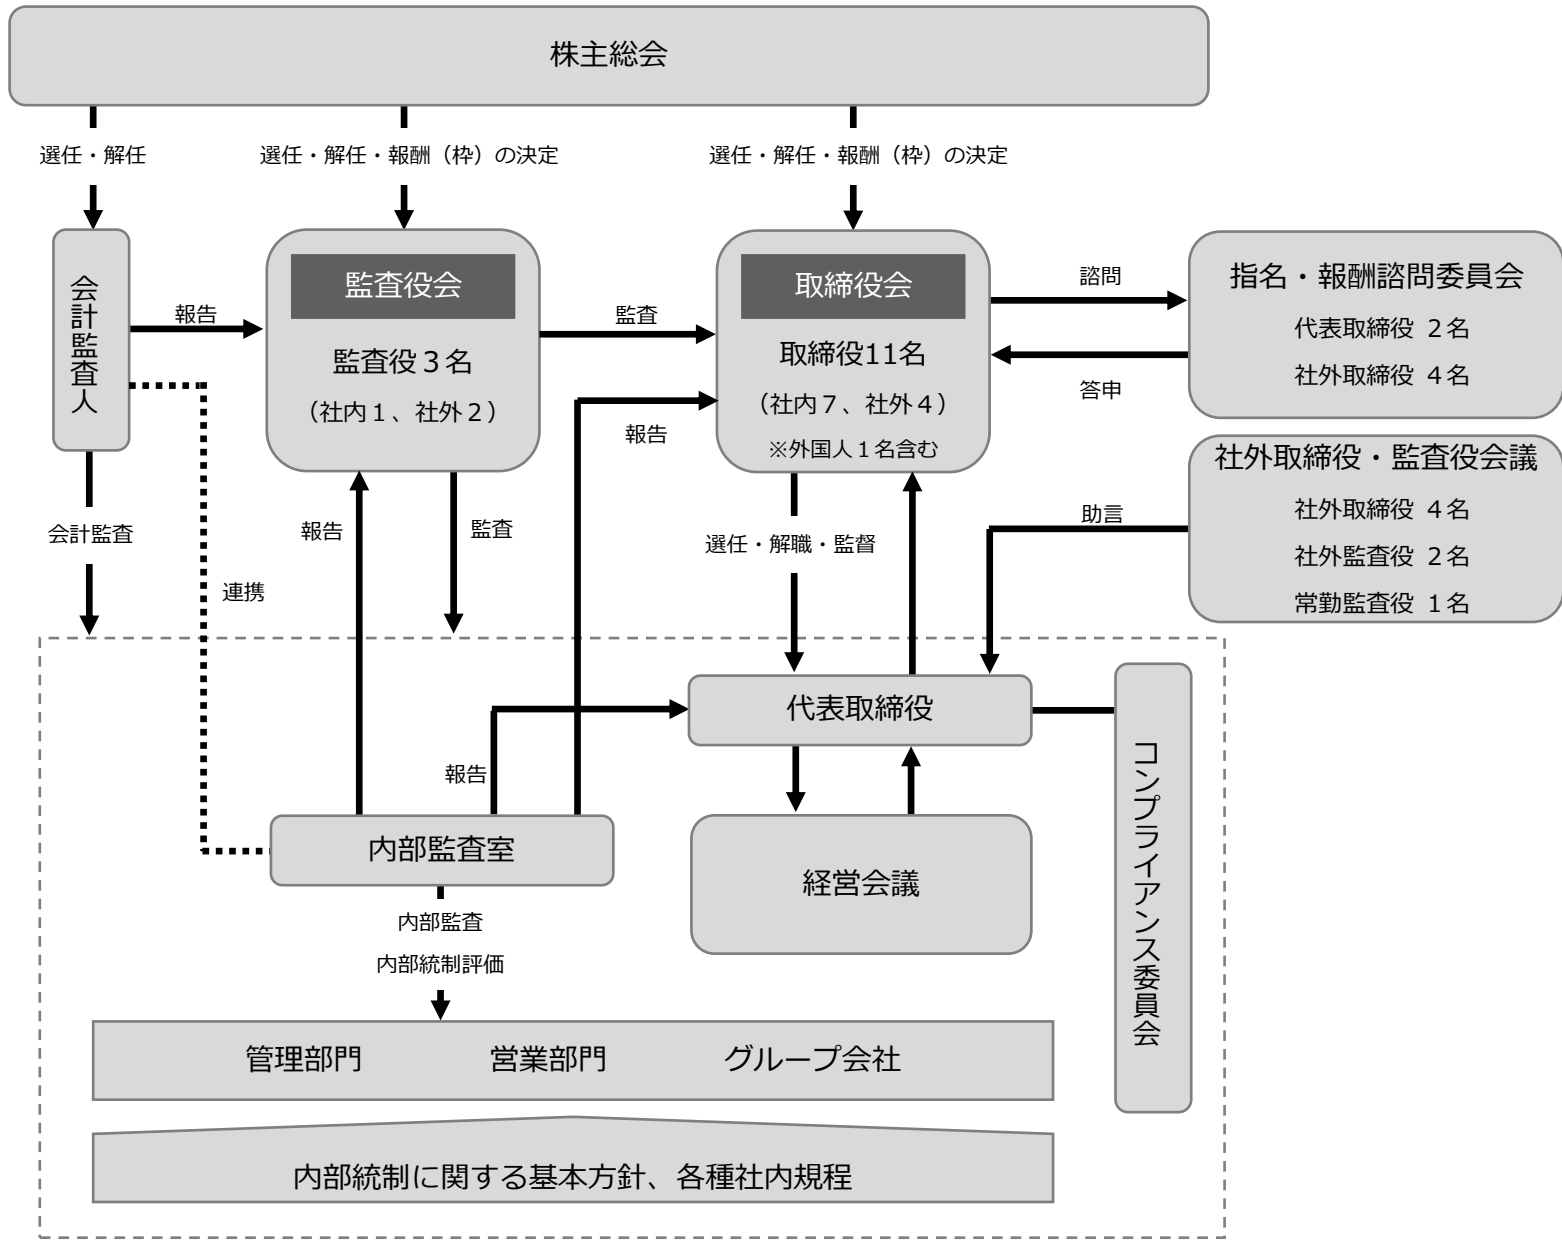 株主総会
選任・解任
選任・解任・報酬（枠）の決定
選任・解任・報酬（枠）の決定
会計監査人
報告
監査役会
監査役３名
（社内１、社外２）
監査
取締役会
取締役11名
（社内７、社外４）
※外国人１名含む
諮問
答申
指名・報酬諮問委員会
代表取締役 ２名
社外取締役 ４名
報告
社外取締役・監査役会議
社外取締役 ４名
社外監査役 ２名
常勤監査役 １名
助言
会計監査
連携
報告
監査
選任・解職・監督
代表取締役
報告
内部監査室
経営会議
コンプライアンス委員会
内部監査
内部統制評価
管理部門 営業部門 グループ会社
内部統制に関する基本方針、各種社内規程